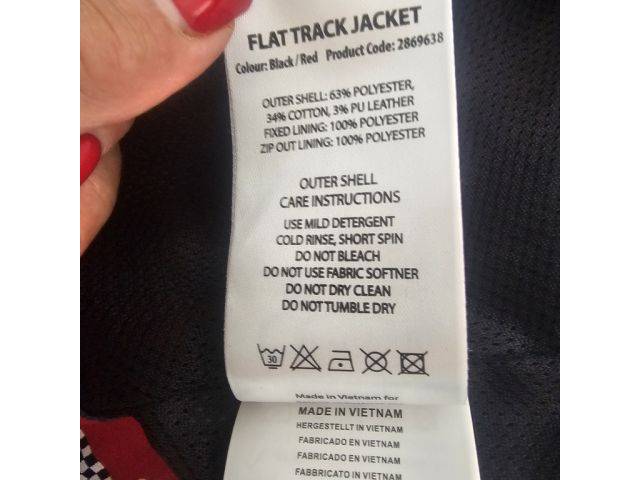 FLAT TRACK JACKET
Colour: Black/Red Product Code: 2869638
OUTER SHELL: 63% POLYESTER,
34% COTTON, 3% PU LEATHER
FIXED LINING: 100% POLYESTER
ZIP OUT LINING: 100% POLYESTER
OUTER SHELL
CARE INSTRUCTIONS
USE MILD DETERGENT
COLD RINSE, SHORT SPIN
DO NOT BLEACH
DO NOT USE FABRIC SOFTNER
DO NOT DRY CLEAN
DO NOT TUMBLE DRY
30
Made in Vietnam for
MADE IN VIETNAM
HERGESTELLT IN VIETNAM
FABRICADO EN VIETNAM
FABRICADO EN VIETNAM
FABBRICATO IN VIETNAM